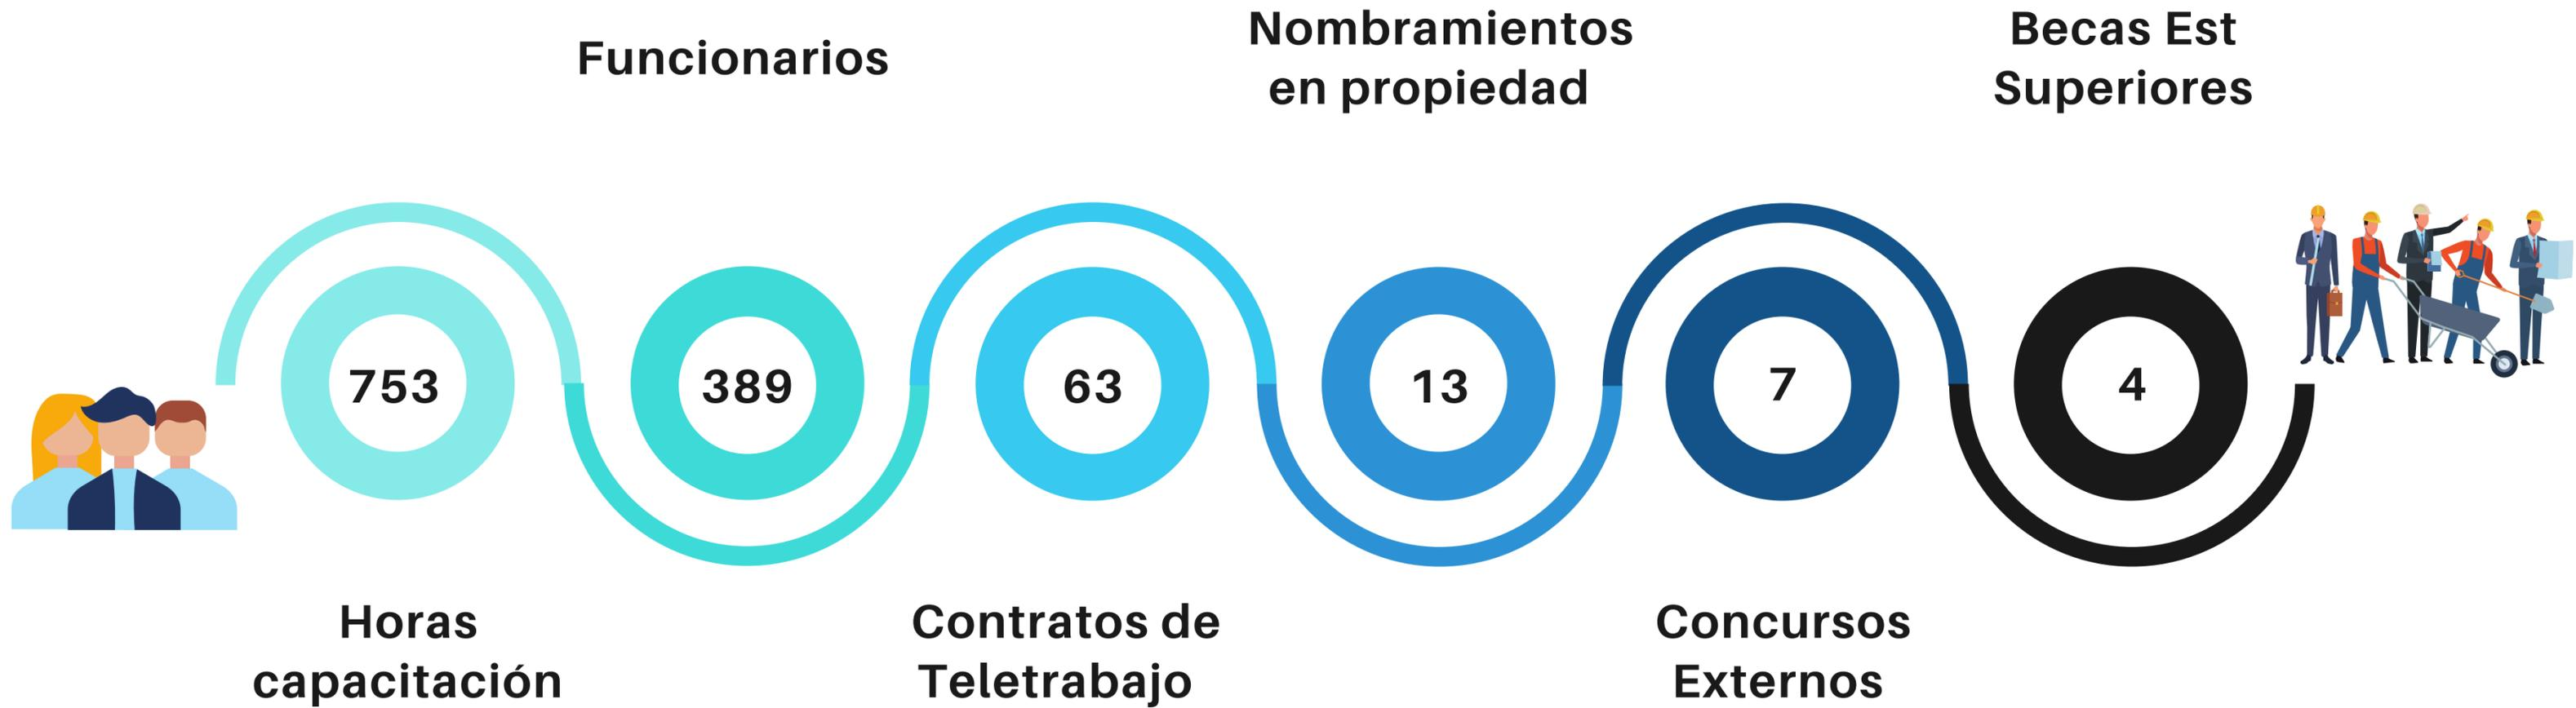 Funcionarios
Nombramientos
en propiedad
Becas Est
Superiores
753
389
63
13
7
4
Horas
capacitación
Contratos de
Teletrabajo
Concursos
Externos